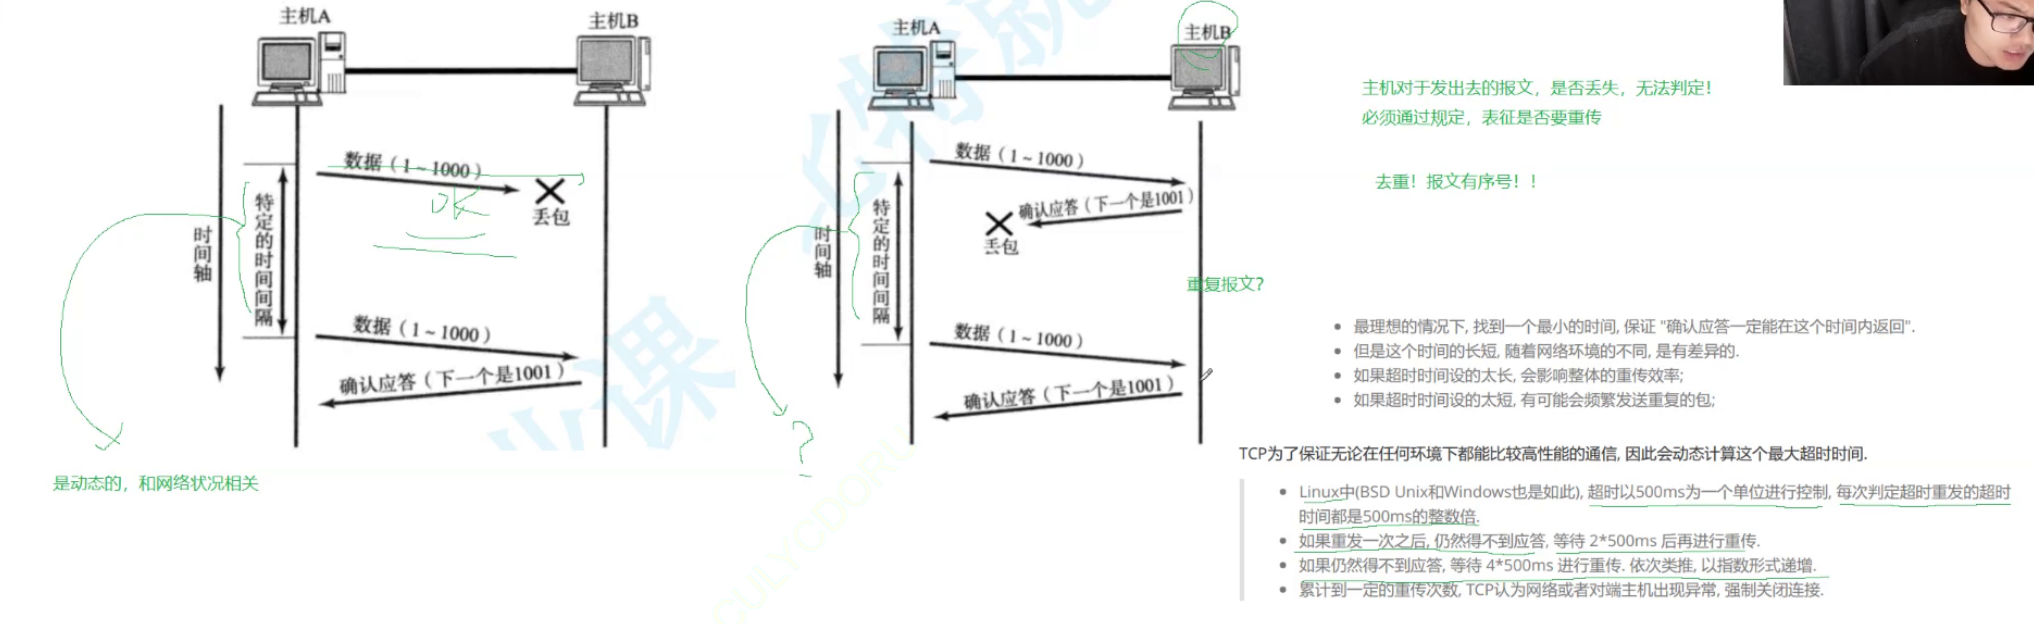 主机A
主机B
数据（1～1000）
OK
丢包
特定的时间间隔
时间轴
数据（1～1000）
确认应答（下一个是1001）
是动态的，和网络状况相关
主机A
主机B
数据（1～1000）
确认应答（下一个是1001）
丢包
特定的时间间隔
时间轴
重复报文？
数据（1～1000）
确认应答（下一个是1001）
?
主机对于发出去的报文，是否丢失，无法判定！
必须通过规定，表征是否要重传
去重！报文有序号！！
最理想的情况下, 找到一个最小的时间, 保证 "确认应答一定能在这个时间内返回".
但是这个时间的长短, 随着网络环境的不同, 是有差异的.
如果超时时间设的太长, 会影响整体的重传效率;
如果超时时间设的太短, 有可能会频繁发送重复的包;
TCP为了保证无论在任何环境下都能比较高性能的通信, 因此会动态计算这个最大超时时间.
Linux中(BSD Unix和Windows也是如此), 超时以500ms为一个单位进行控制, 每次判定超时重发的超时
时间都是500ms的整数倍.
如果重发一次之后, 仍然得不到应答, 等待 2*500ms 后再进行重传.
如果仍然得不到应答, 等待 4*500ms 进行重传. 依次类推, 以指数形式递增.
累计到一定的重传次数, TCP认为网络或者对端主机出现异常, 强制关闭连接.